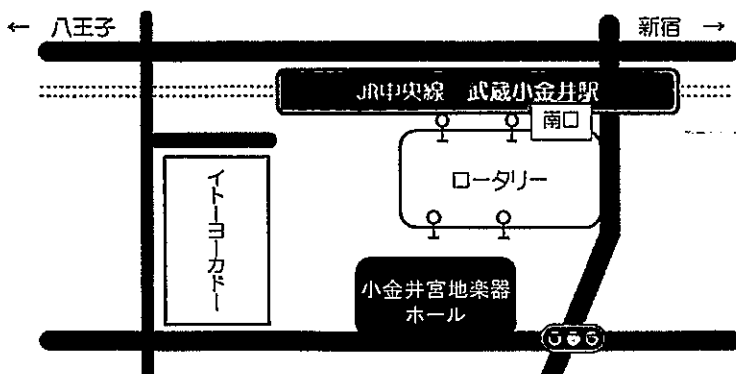 ← 八王子
新宿 →
JR中央線 武蔵小金井駅
南口
ロータリー
イトーヨーカドー
小金井宮地楽器
ホール